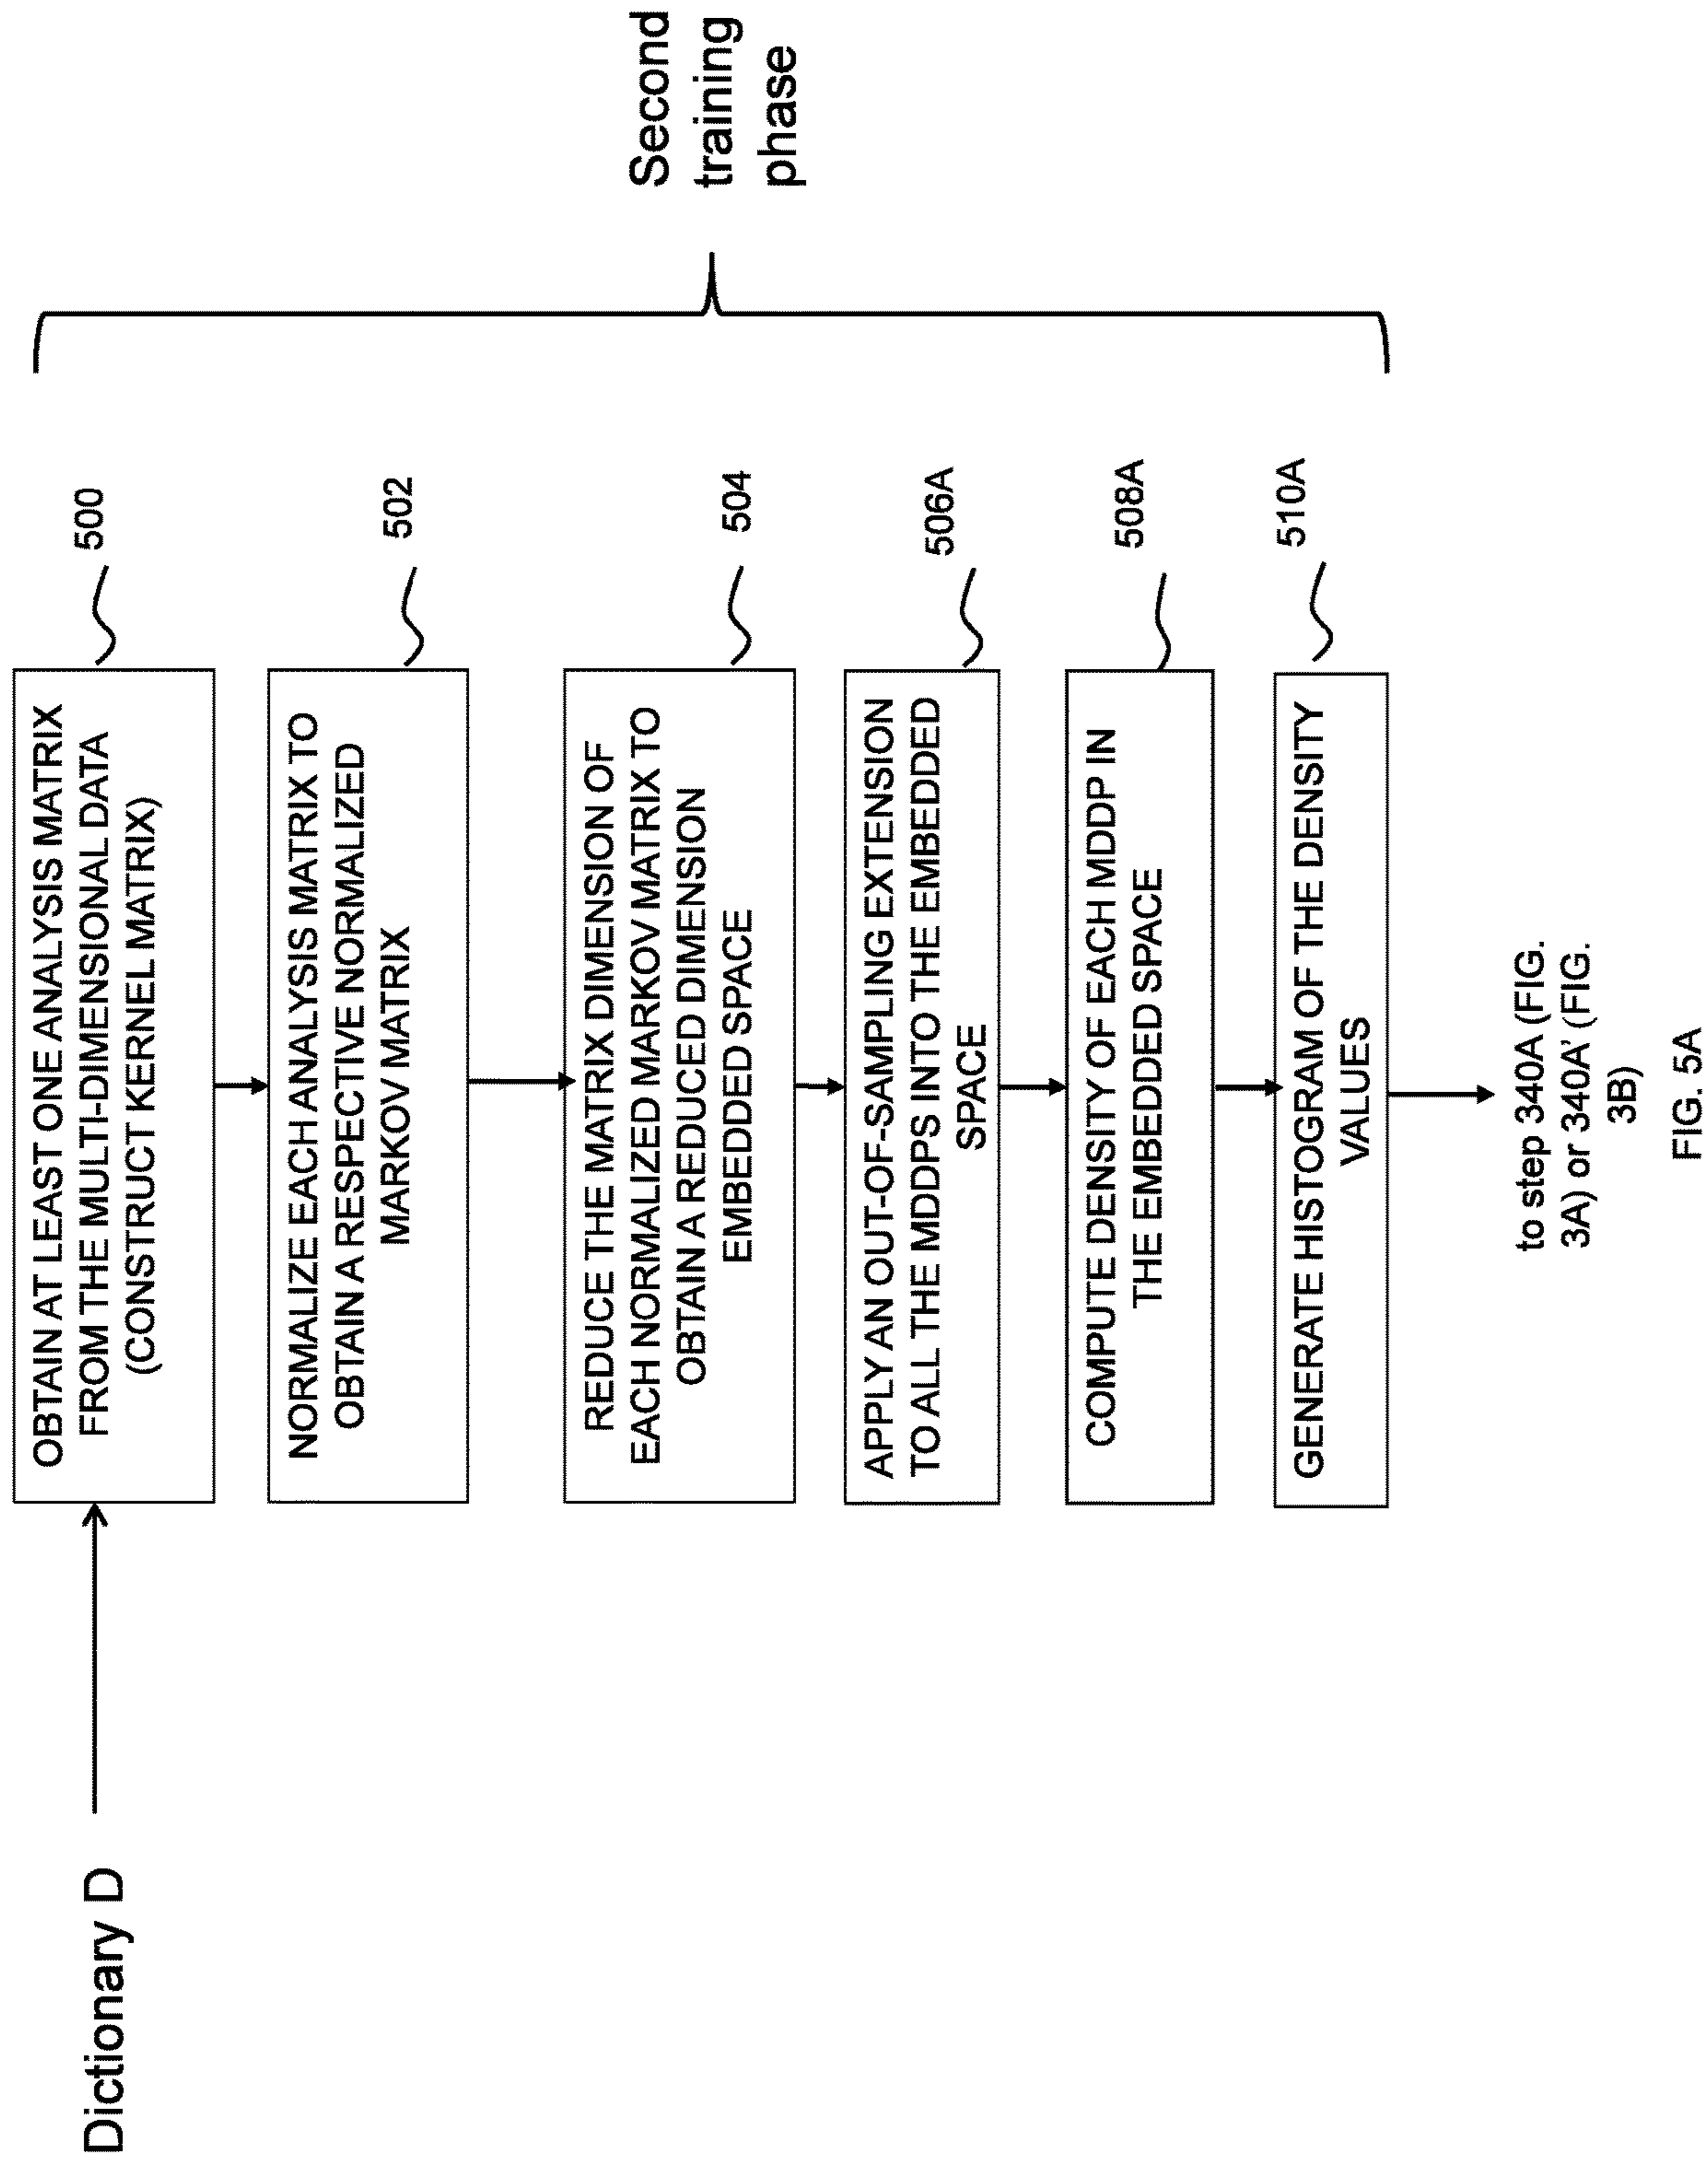 Dictionary D
OBTAIN AT LEAST ONE ANALYSIS MATRIX
FROM THE MULTI-DIMENSIONAL DATA
(CONSTRUCT KERNEL MATRIX)
500
NORMALIZE EACH ANALYSIS MATRIX TO
OBTAIN A RESPECTIVE NORMALIZED
MARKOV MATRIX
502
REDUCE THE MATRIX DIMENSION OF
EACH NORMALIZED MARKOV MATRIX TO
OBTAIN A REDUCED DIMENSION
EMBEDDED SPACE
504
APPLY AN OUT-OF-SAMPLING EXTENSION
TO ALL THE MDDPS INTO THE EMBEDDED
SPACE
506A
COMPUTE DENSITY OF EACH MDDP IN
THE EMBEDDED SPACE
508A
GENERATE HISTOGRAM OF THE DENSITY
VALUES
510A
Second
training
phase
to step 340A (FIG.
3A) or 340A' (FIG.
3B)
FIG. 5A